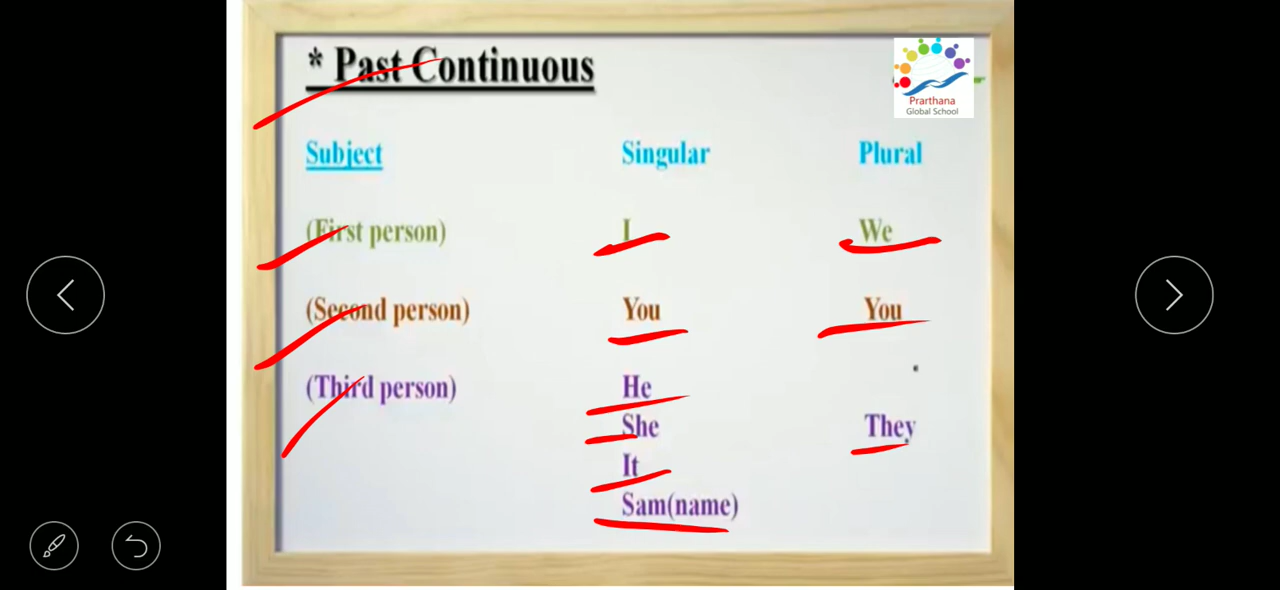 * Past Continuous
Prarthana
Global School
Subject Singular Plural
(First person) I We
(Second person) You You
(Third person) He
She They
It
Sam(name)